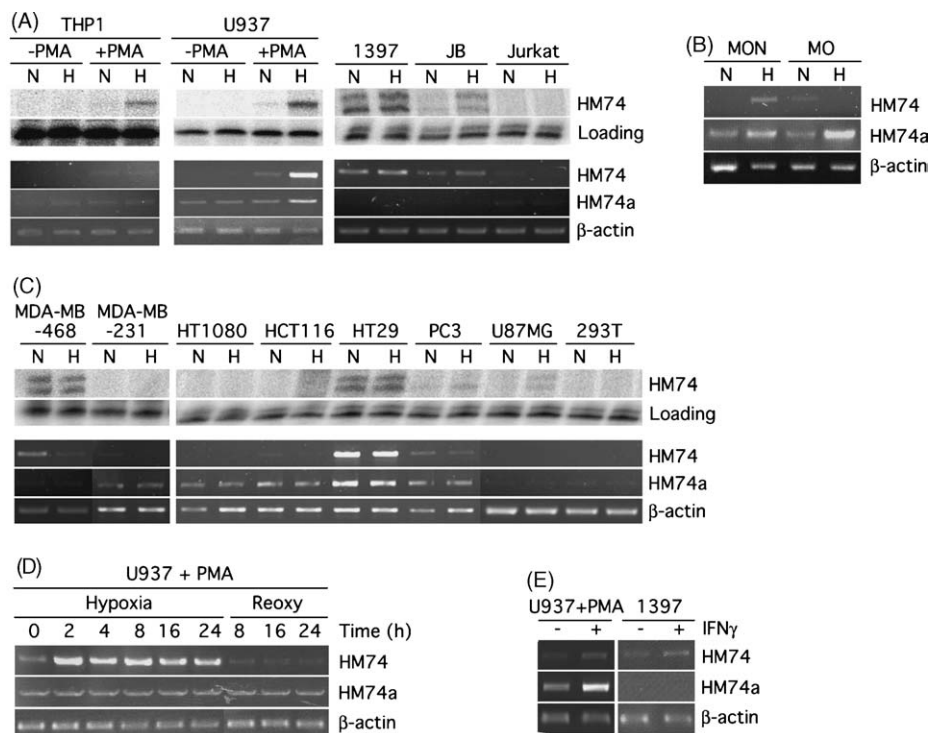 (A)
THP1 U937
-PMA +PMA -PMA +PMA 1397 JB Jurkat
N H N H N H N H N H N H N H
HM74
Loading
HM74
HM74a
β-actin
(B)
MON MO
N H N H
HM74
HM74a
β-actin
(C)
MDA-MB MDA-MB
-468 -231 HT1080 HCT116 HT29 PC3 U87MG 293T
N H N H N H N H N H N H N H N H
HM74
Loading
HM74
HM74a
β-actin
(D)
U937 + PMA
Hypoxia Reoxy
0 2 4 8 16 24 8 16 24 Time (h)
HM74
HM74a
β-actin
(E)
U937+PMA 1397
- + - + IFNγ
HM74
HM74a
β-actin